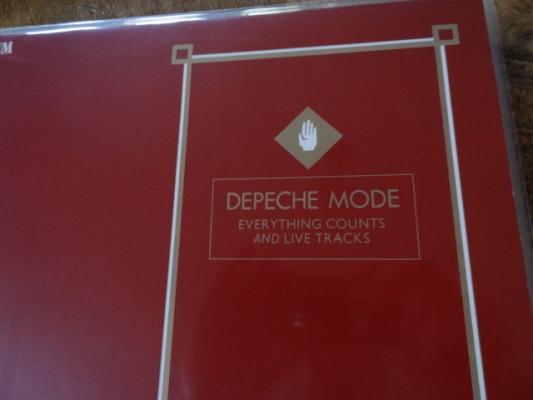 DEPECHE MODE
EVERYTHING COUNTS
AND LIVE TRACKS